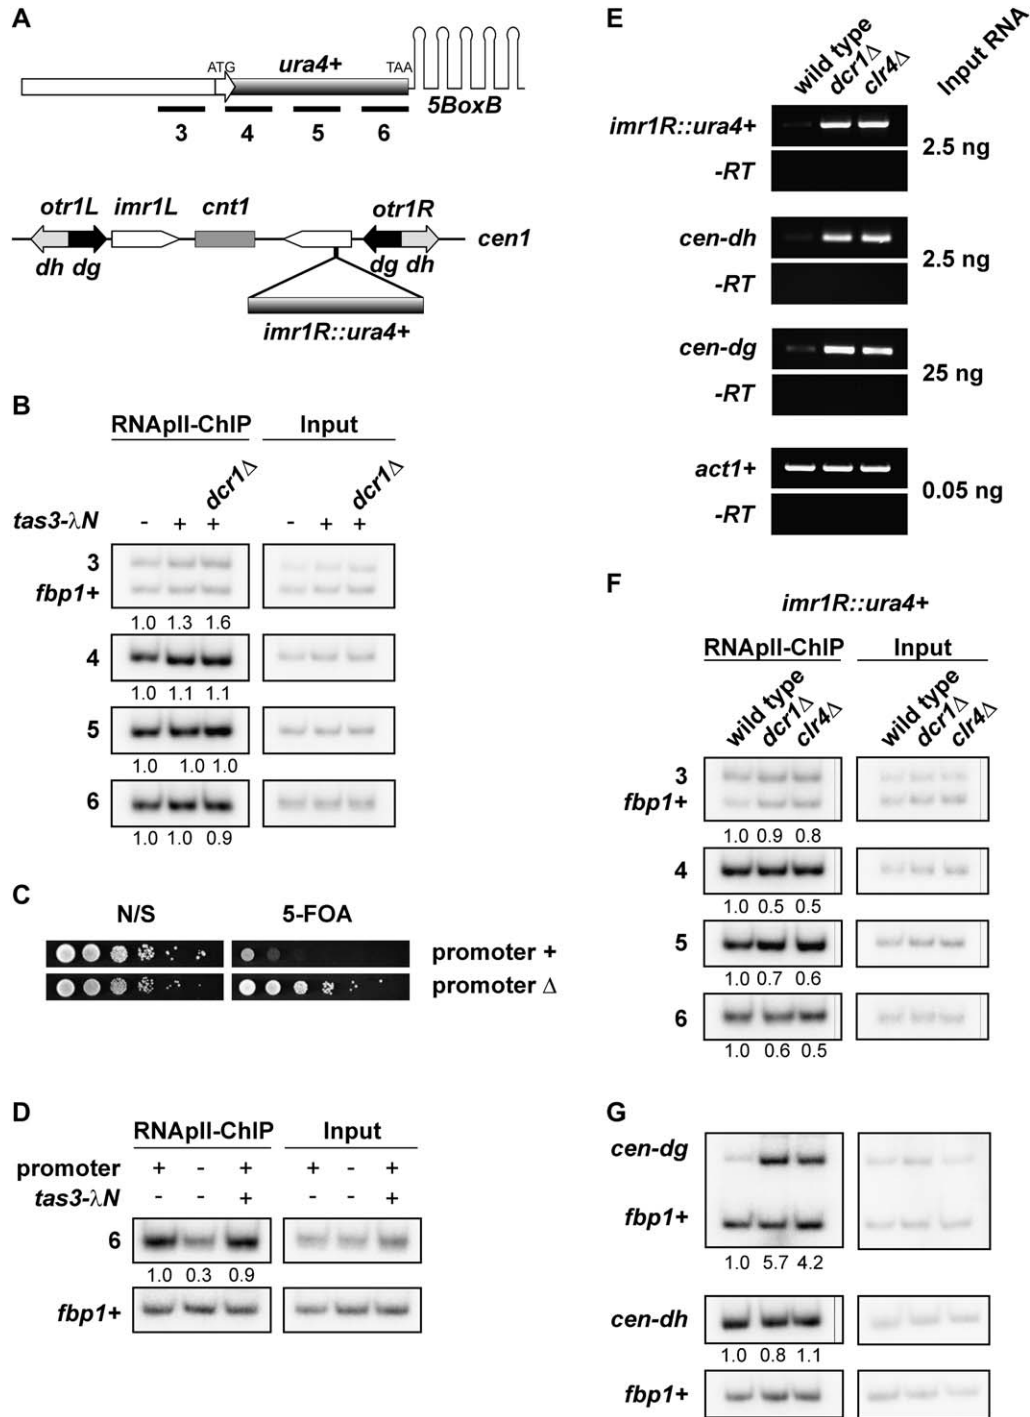 A
ATG ura4+ TAA
5BoxB
3 4 5 6
otr1L imr1L cnt1 otr1R
cen1
dh dg dg dh
imr1R::ura4+
B
RNApII-ChIP Input
dcr1Δ dcr1Δ
tas3-λN - + + - + +
3
fbp1+
1.0 1.3 1.6
4
1.0 1.1 1.1
5
1.0 1.0 1.0
6
1.0 1.0 0.9
C
N/S 5-FOA
promoter +
promoter Δ
D
RNApII-ChIP Input
promoter + - + + - +
tas3-λN - - + - - +
6
1.0 0.3 0.9
fbp1+
E
wild type dcr1Δ clr4Δ Input RNA
imr1R::ura4+
2.5 ng
-RT
cen-dh
2.5 ng
-RT
cen-dg
25 ng
-RT
act1+
0.05 ng
-RT
F
imr1R::ura4+
RNApII-ChIP Input
wild type dcr1Δ clr4Δ wild type dcr1Δ clr4Δ
3
fbp1+
1.0 0.9 0.8
4
1.0 0.5 0.5
5
1.0 0.7 0.6
6
1.0 0.6 0.5
G
cen-dg
fbp1+
1.0 5.7 4.2
cen-dh
1.0 0.8 1.1
fbp1+